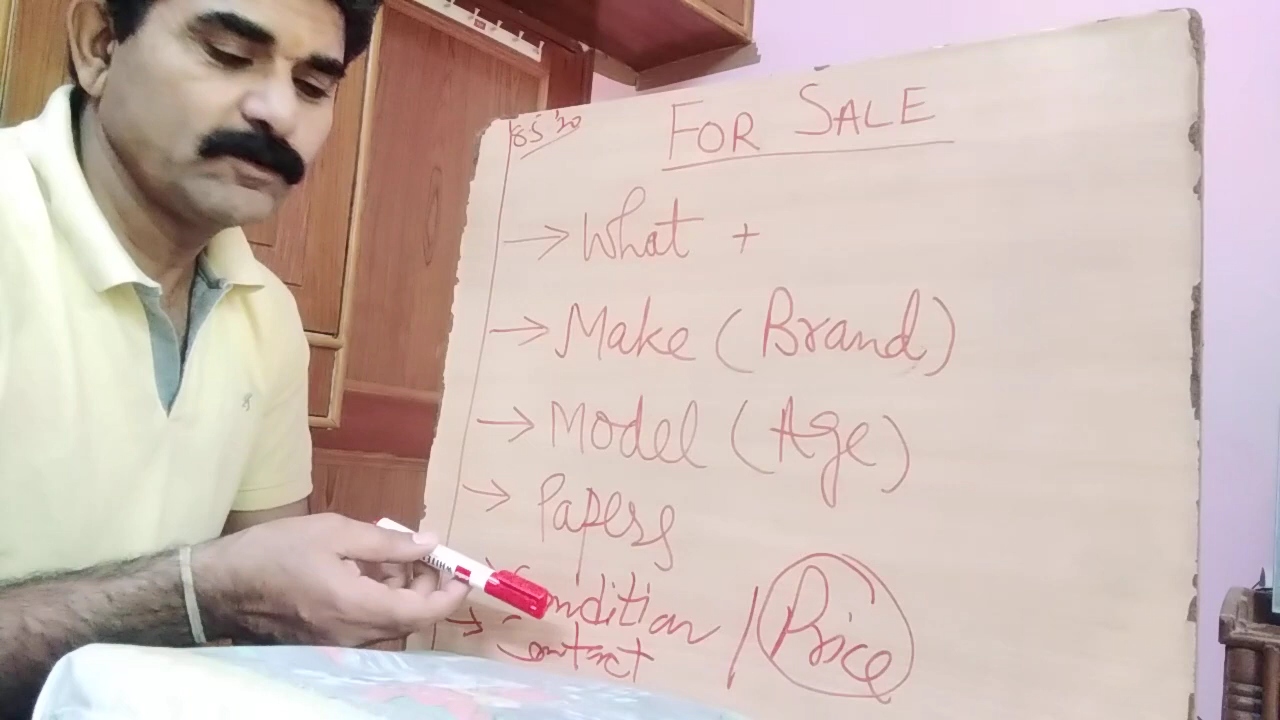 FOR SALE
→ What +
→ Make (Brand)
→ Model (Age)
→ Papers
→ Condition / Price
→ Contact